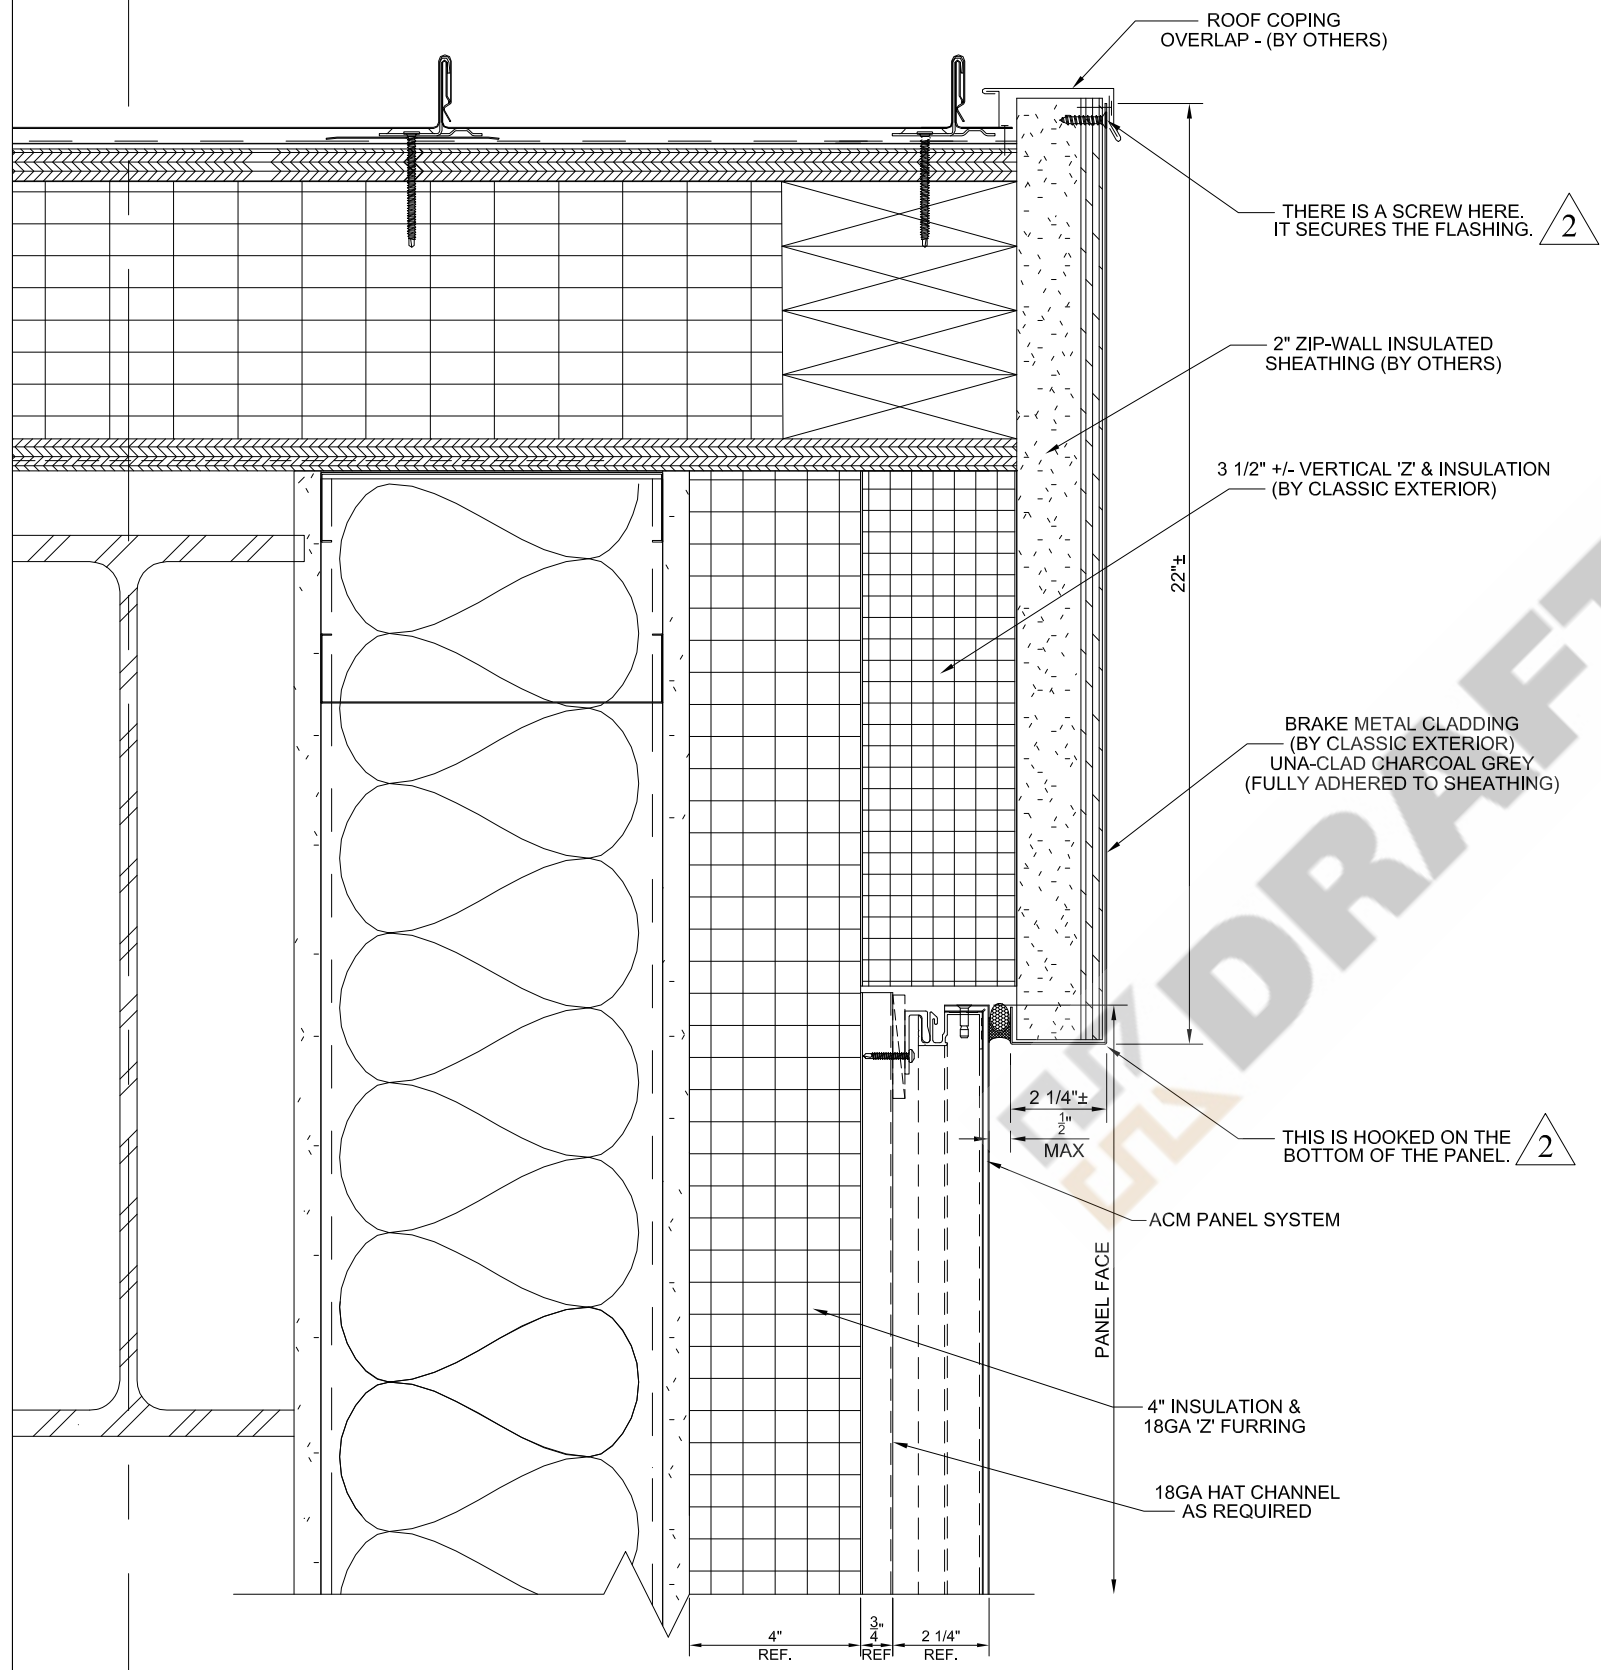 ROOF COPING
OVERLAP - (BY OTHERS)
THERE IS A SCREW HERE.
IT SECURES THE FLASHING.
2
2" ZIP-WALL INSULATED
SHEATHING (BY OTHERS)
3 1/2" +/- VERTICAL 'Z' & INSULATION
(BY CLASSIC EXTERIOR)
22"±
BRAKE METAL CLADDING
(BY CLASSIC EXTERIOR)
UNA-CLAD CHARCOAL GREY
(FULLY ADHERED TO SHEATHING)
DRAFT
2 1/4"±
1/2"
MAX
THIS IS HOOKED ON THE
BOTTOM OF THE PANEL.
2
ACM PANEL SYSTEM
PANEL FACE
4" INSULATION &
18GA 'Z' FURRING
18GA HAT CHANNEL
AS REQUIRED
4"
REF.
3/4"
REF
2 1/4"
REF.